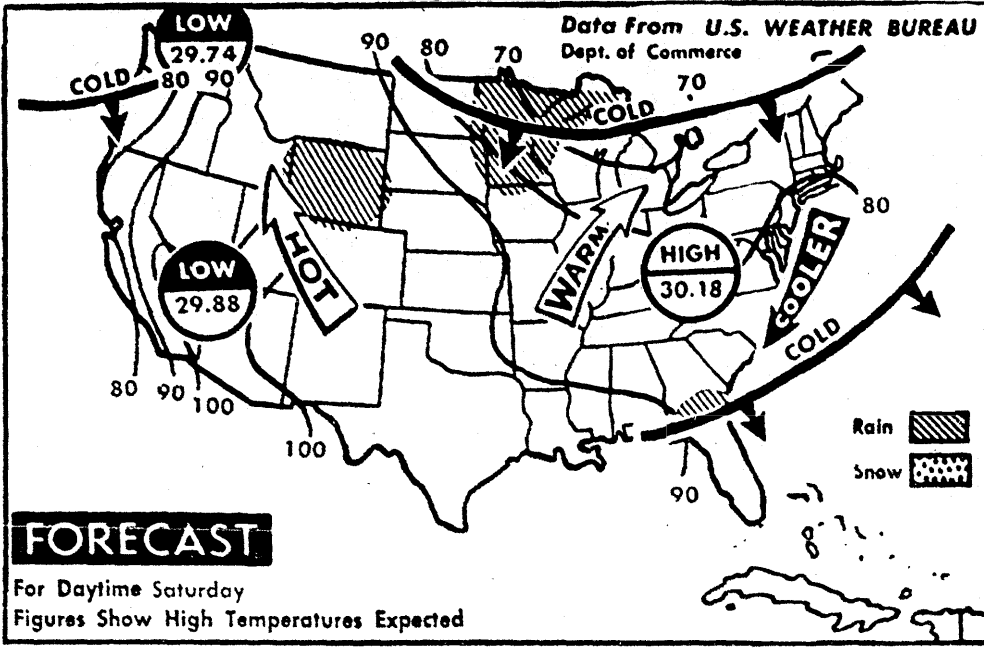 LOW
29.74
Data From U.S. WEATHER BUREAU
Dept. of Commerce
90
80
70
COLD
80
90
70
COLD
80
HOT
WARM
COOLER
LOW
29.88
HIGH
30.18
COLD
80
90
100
100
90
Rain
Snow
FORECAST
For Daytime Saturday
Figures Show High Temperatures Expected